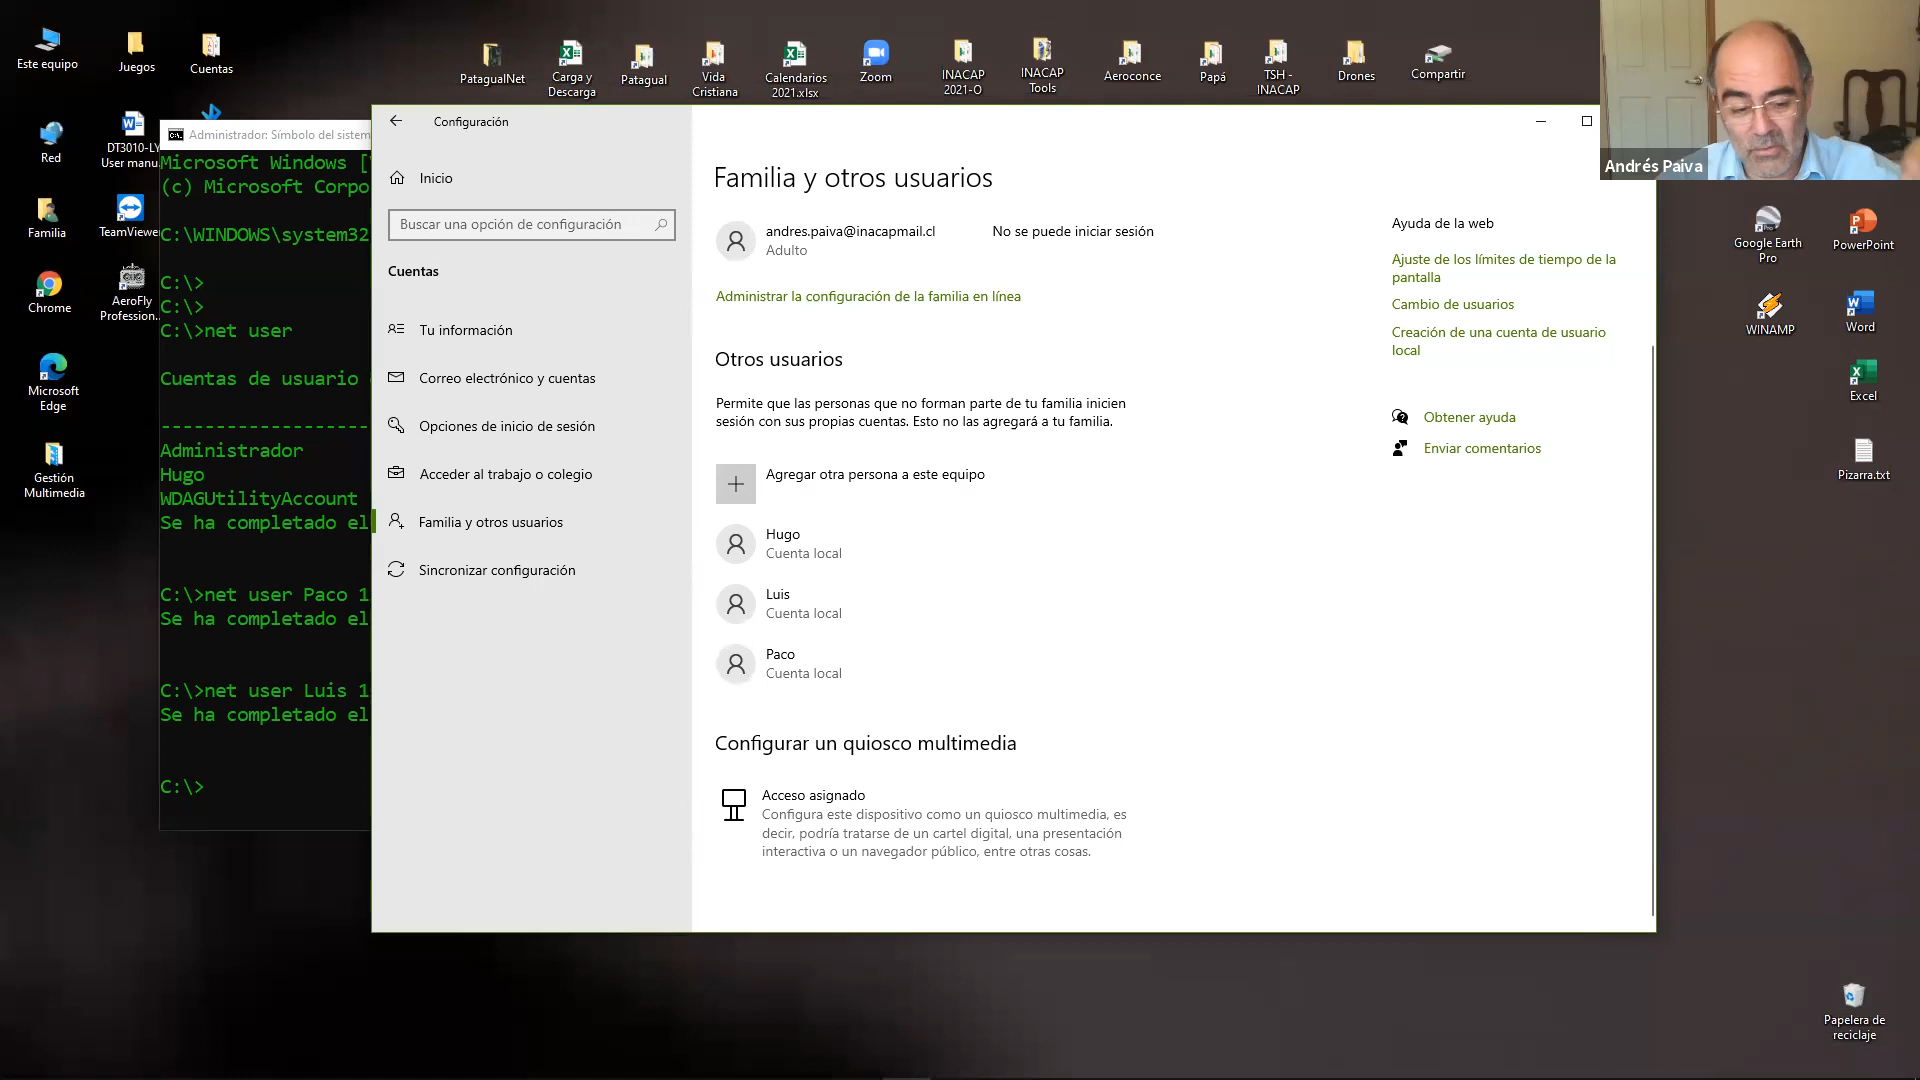 Este equipo
Juegos
Cuentas
PatagualNet
Carga y
Descarga
Patagual
Vida
Cristiana
Calendarios
2021.xlsx
Zoom
INACAP
2021-O
INACAP
Tools
Aeroconce
Papá
TSH -
INACAP
Drones
Compartir
Andrés Paiva
Red
DT3010-LY
User manu
Familia
TeamViewer
Chrome
AeroFly
Profession...
Microsoft
Edge
Gestión
Multimedia
Administrador: Símbolo del sistem
Microsoft Windows [
(c) Microsoft Corpo
C:\WINDOWS\system32
C:\>
C:\>
C:\>net user
Cuentas de usuario
--------------------
Administrador
Hugo
WDAGUtilityAccount
Se ha completado el
C:\>net user Paco 1
Se ha completado el
C:\>net user Luis 1
Se ha completado el
C:\>
Configuración
Inicio
Buscar una opción de configuración
Cuentas
Tu información
Correo electrónico y cuentas
Opciones de inicio de sesión
Acceder al trabajo o colegio
Familia y otros usuarios
Sincronizar configuración
Familia y otros usuarios
andres.paiva@inacapmail.cl No se puede iniciar sesión
Adulto
Administrar la configuración de la familia en línea
Otros usuarios
Permite que las personas que no forman parte de tu familia inicien
sesión con sus propias cuentas. Esto no las agregará a tu familia.
Agregar otra persona a este equipo
Hugo
Cuenta local
Luis
Cuenta local
Paco
Cuenta local
Configurar un quiosco multimedia
Acceso asignado
Configura este dispositivo como un quiosco multimedia, es
decir, podría tratarse de un cartel digital, una presentación
interactiva o un navegador público, entre otras cosas.
Ayuda de la web
Ajuste de los límites de tiempo de la
pantalla
Cambio de usuarios
Creación de una cuenta de usuario
local
Obtener ayuda
Enviar comentarios
Google Earth
Pro
PowerPoint
WINAMP
Word
Excel
Pizarra.txt
Papelera de
reciclaje